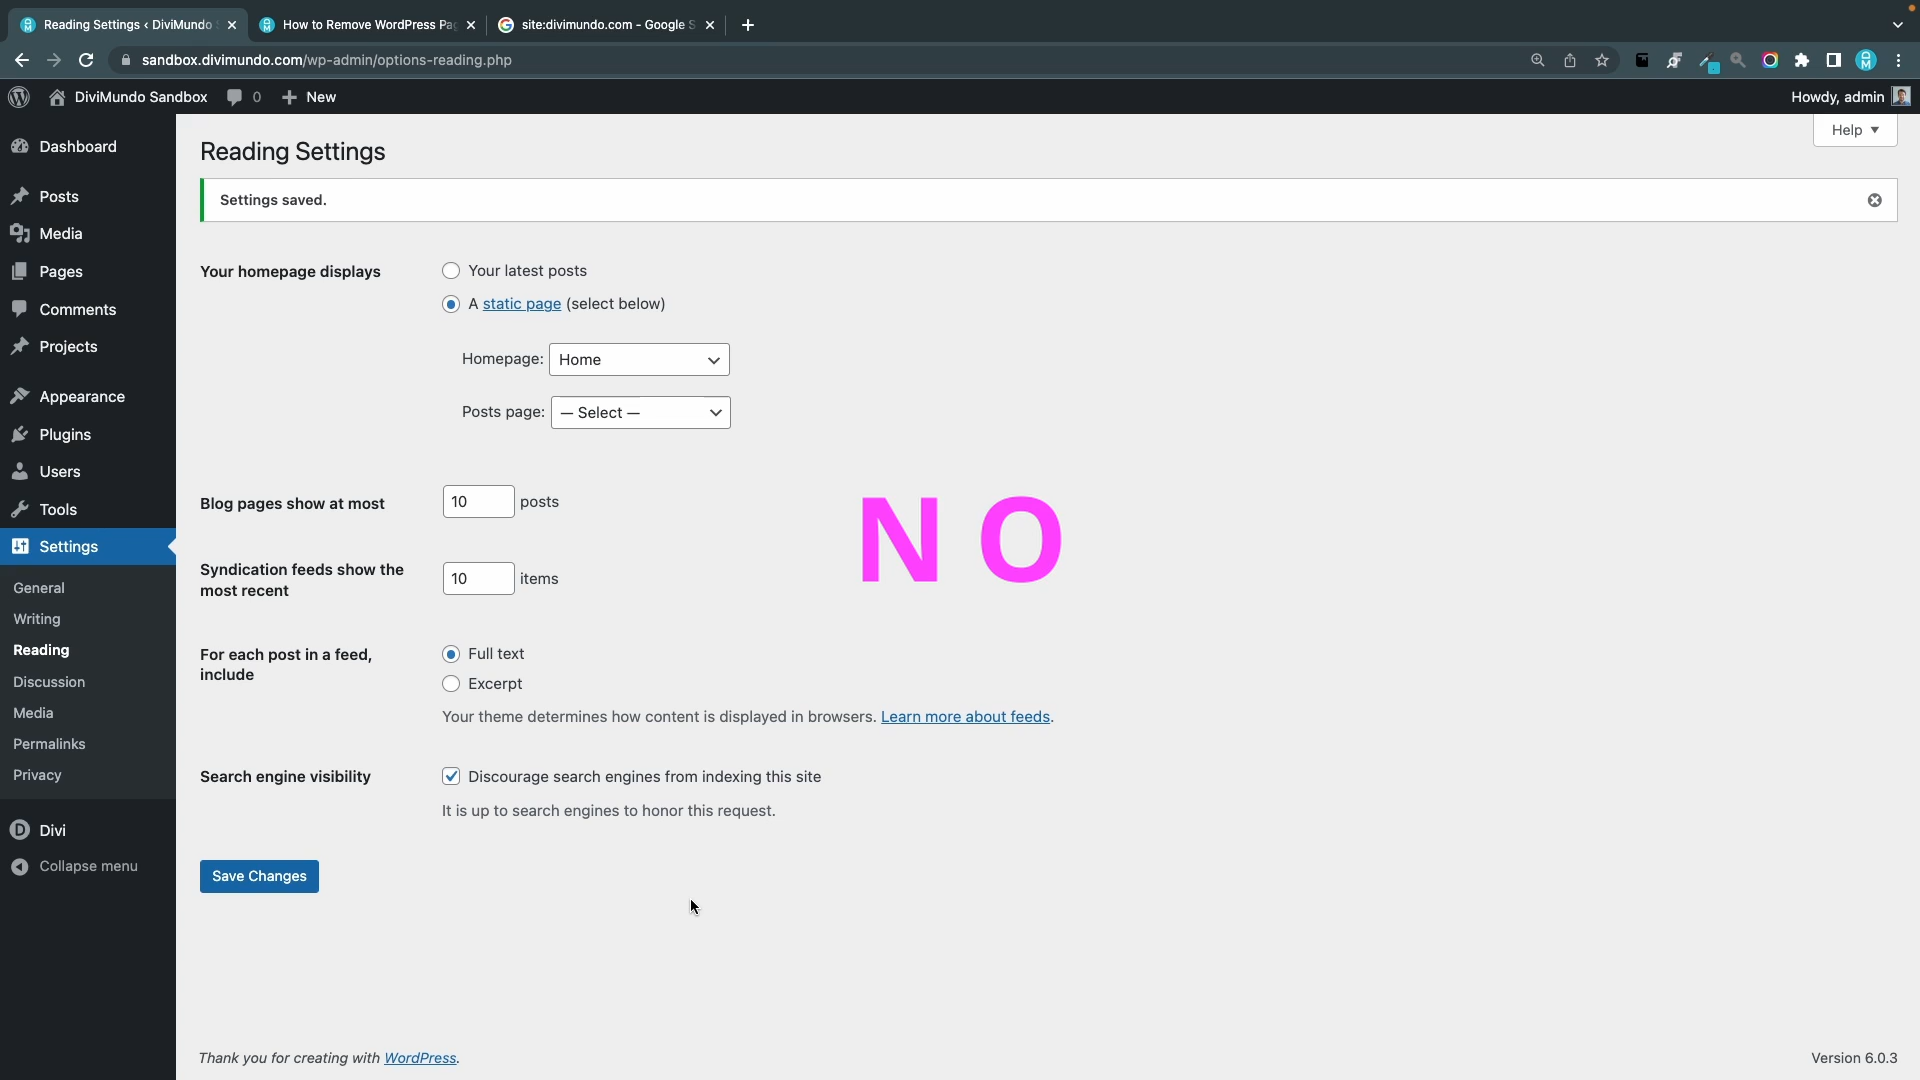 Reading Settings ‹ DiviMundo
How to Remove WordPress Pa
site:divimundo.com - Google S
sandbox.divimundo.com/wp-admin/options-reading.php
DiviMundo Sandbox
0
New
Howdy, admin
Help
Dashboard
Posts
Media
Pages
Comments
Projects
Appearance
Plugins
Users
Tools
Settings
General
Writing
Reading
Discussion
Media
Permalinks
Privacy
Divi
Collapse menu
Reading Settings
Settings saved.
Your homepage displays
Your latest posts
A static page (select below)
Homepage: Home
Posts page: — Select —
Blog pages show at most
10 posts
NO
Syndication feeds show the
most recent
10 items
For each post in a feed,
include
Full text
Excerpt
Your theme determines how content is displayed in browsers. Learn more about feeds.
Search engine visibility
Discourage search engines from indexing this site
It is up to search engines to honor this request.
Save Changes
Thank you for creating with WordPress.
Version 6.0.3